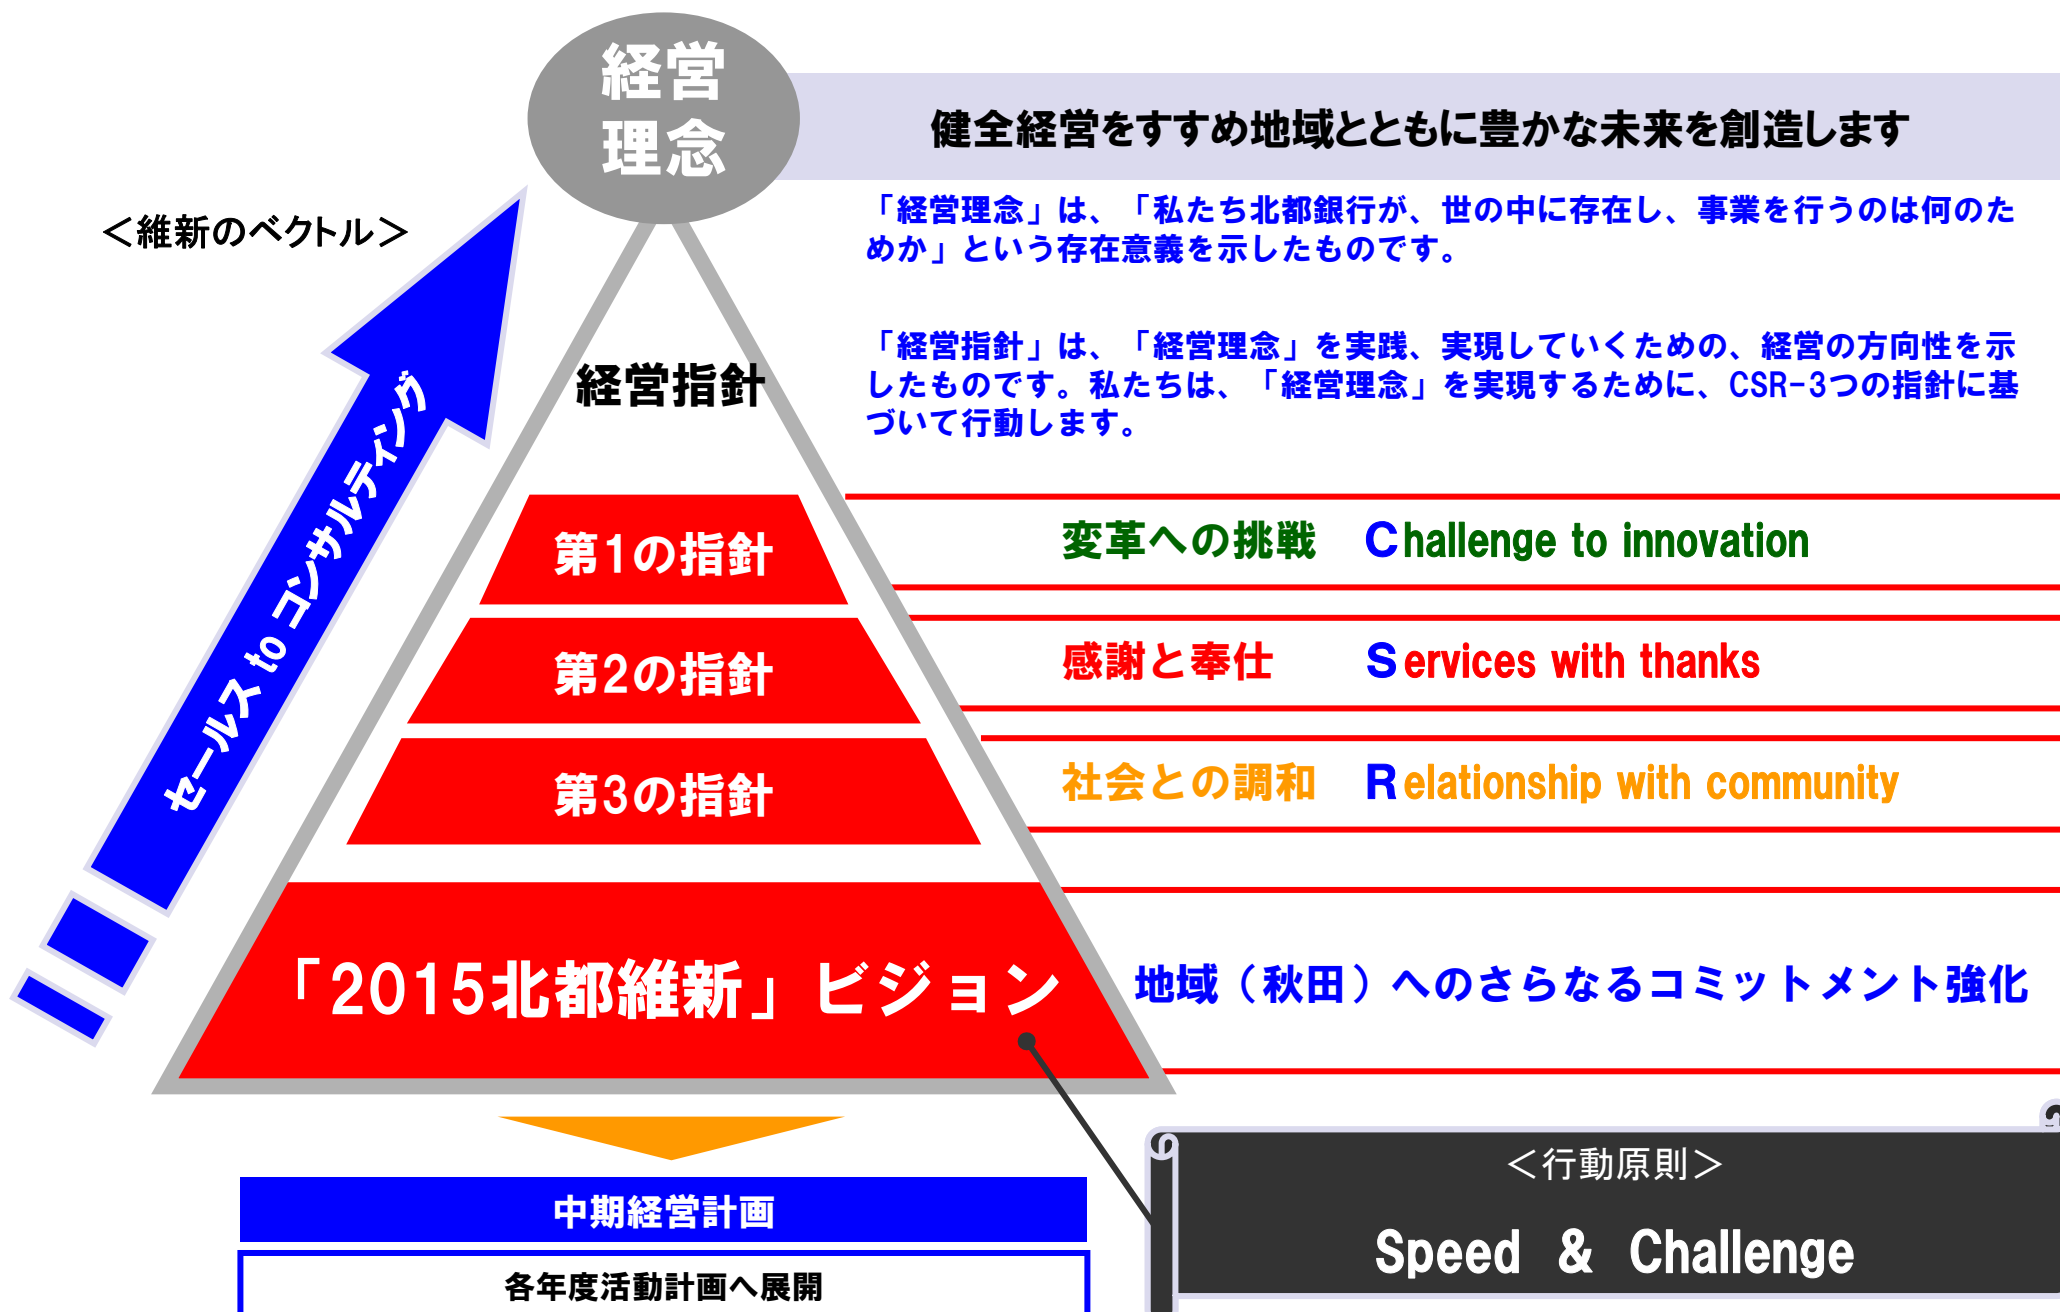 経営
理念
健全経営をすすめ地域とともに豊かな未来を創造します
<維新のベクトル>
「経営理念」は、「私たち北都銀行が、世の中に存在し、事業を行うのは何のた
めか」という存在意義を示したものです。
経営指針
「経営指針」は、「経営理念」を実践、実現していくための、経営の方向性を示
したものです。私たちは、「経営理念」を実現するために、CSR-3つの指針に基
づいて行動します。
セールス to コンサルティング
第1の指針
変革への挑戦 Challenge to innovation
第2の指針
感謝と奉仕 Services with thanks
第3の指針
社会との調和 Relationship with community
「2015北都維新」ビジョン
地域（秋田）へのさらなるコミットメント強化
<行動原則>
Speed & Challenge
中期経営計画
各年度活動計画へ展開